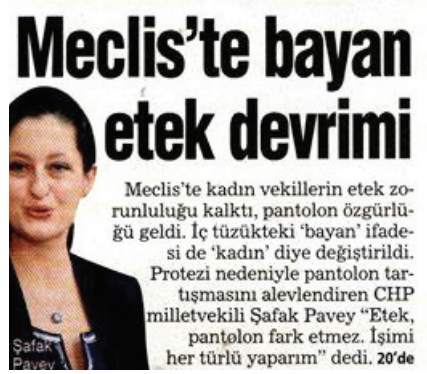 Meclis'te bayan
etek devrimi
Meclis'te kadın vekillerin etek zo-
runluluğu kalktı, pantolon özgürlü-
ğü geldi. İç tüzükteki 'bayan' ifade-
si de 'kadın' diye değiştirildi.
Protezi nedeniyle pantolon tar-
tışmasını alevlendiren CHP
milletvekili Şafak Pavey "Etek,
pantolon fark etmez. İşimi
her türlü yaparım" dedi. 20'de
Şafak
Pavey